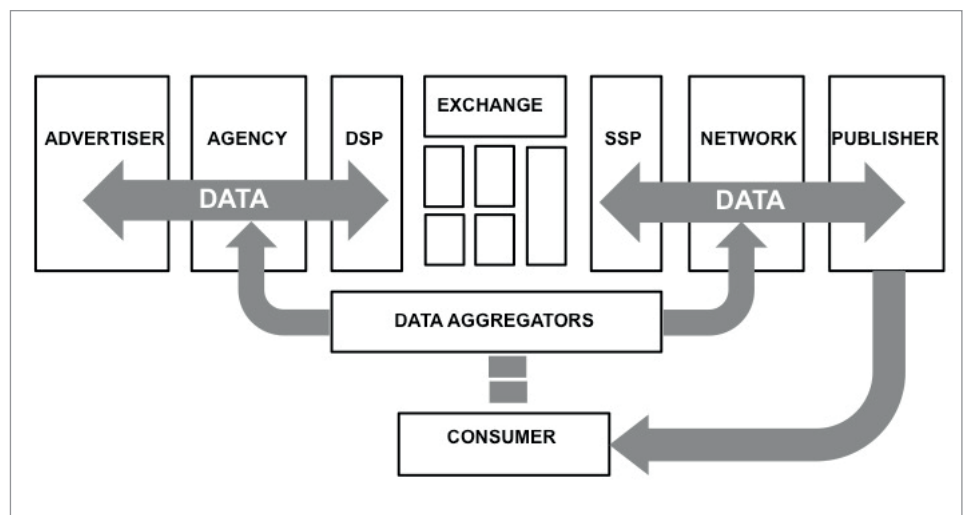 EXCHANGE
ADVERTISER
AGENCY
DSP
SSP
NETWORK
PUBLISHER
DATA
DATA
DATA AGGREGATORS
CONSUMER